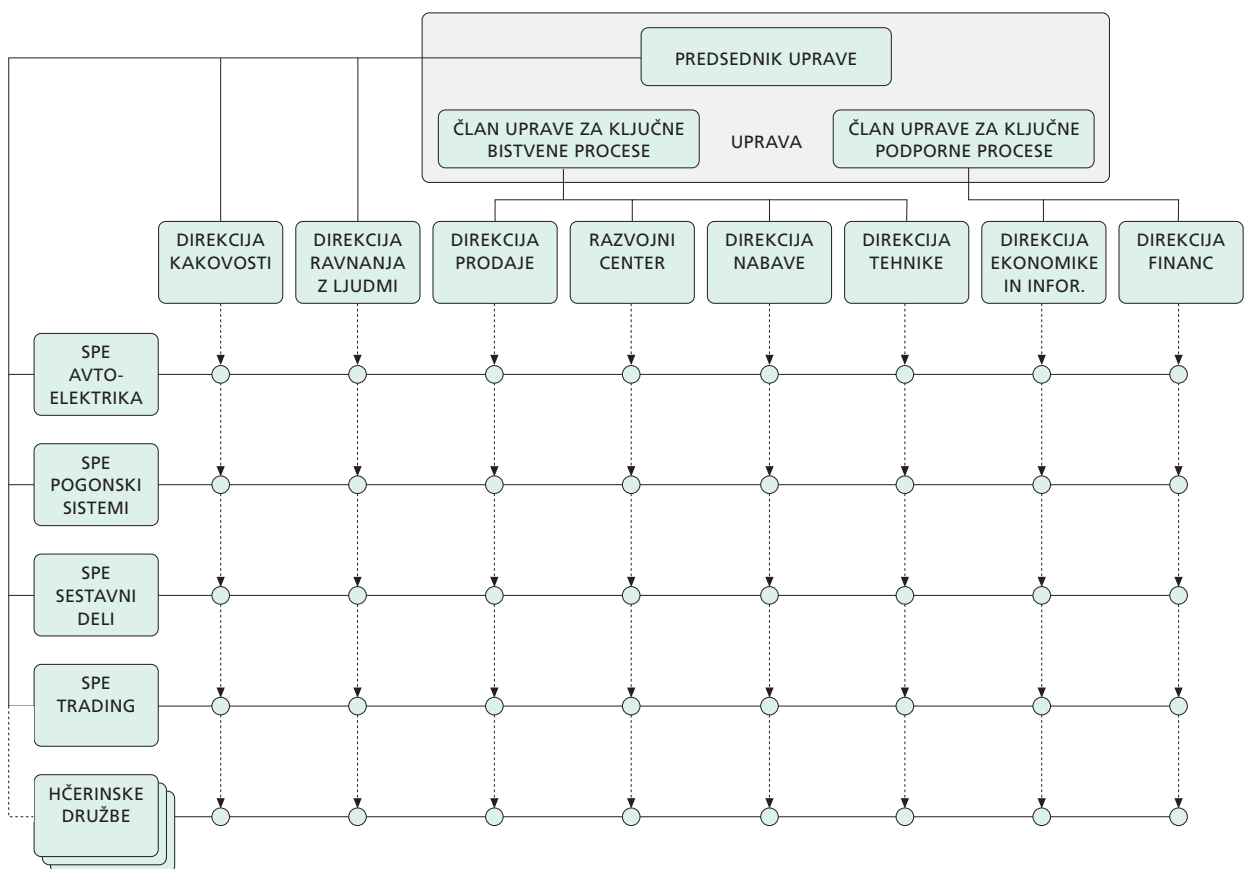 PREDSEDNIK UPRAVE
ČLAN UPRAVE ZA KLJUČNE
BISTVENE PROCESE
UPRAVA
ČLAN UPRAVE ZA KLJUČNE
PODPORNE PROCESE
DIREKCIJA
KAKOVOSTI
DIREKCIJA
RAVNANJA
Z LJUDMI
DIREKCIJA
PRODAJE
RAZVOJNI
CENTER
DIREKCIJA
NABAVE
DIREKCIJA
TEHNIKE
DIREKCIJA
EKONOMIKE
IN INFOR.
DIREKCIJA
FINANC
SPE
AVTO-
ELEKTRIKA
SPE
POGONSKI
SISTEMI
SPE
SESTAVNI
DELI
SPE
TRADING
HČERINSKE
DRUŽBE